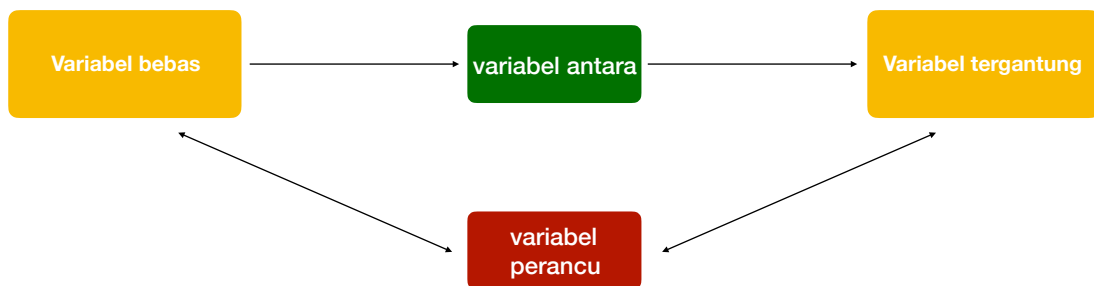 Variabel bebas
variabel antara
Variabel tergantung
variabel
perancu